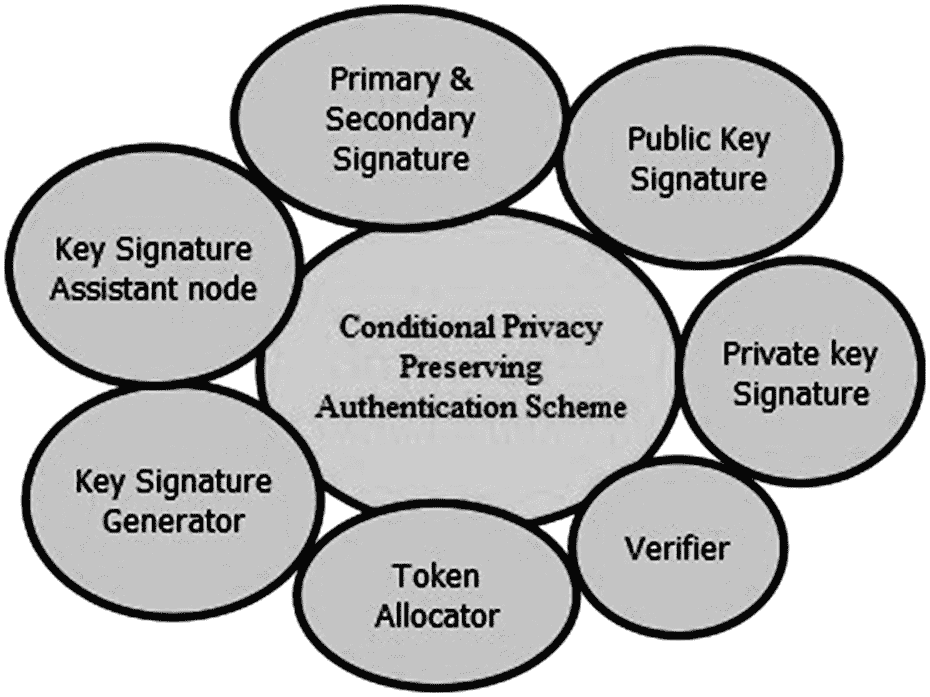 Primary &
Secondary
Signature
Public Key
Signature
Key Signature
Assistant node
Conditional Privacy
Preserving
Authentication Scheme
Private key
Signature
Key Signature
Generator
Verifier
Token
Allocator